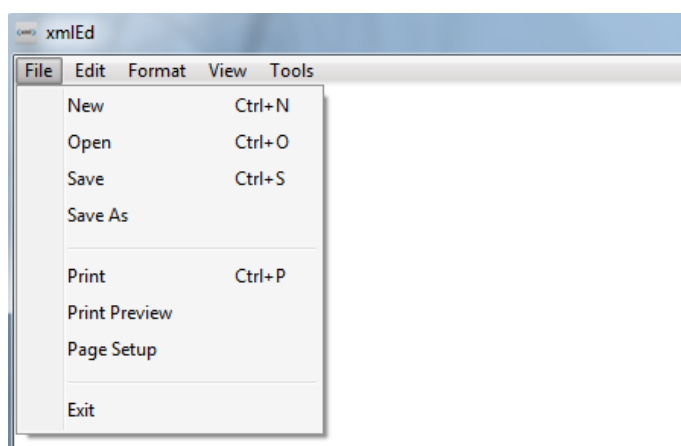 xmlEd
File Edit Format View Tools
New Ctrl+N
Open Ctrl+O
Save Ctrl+S
Save As
Print Ctrl+P
Print Preview
Page Setup
Exit